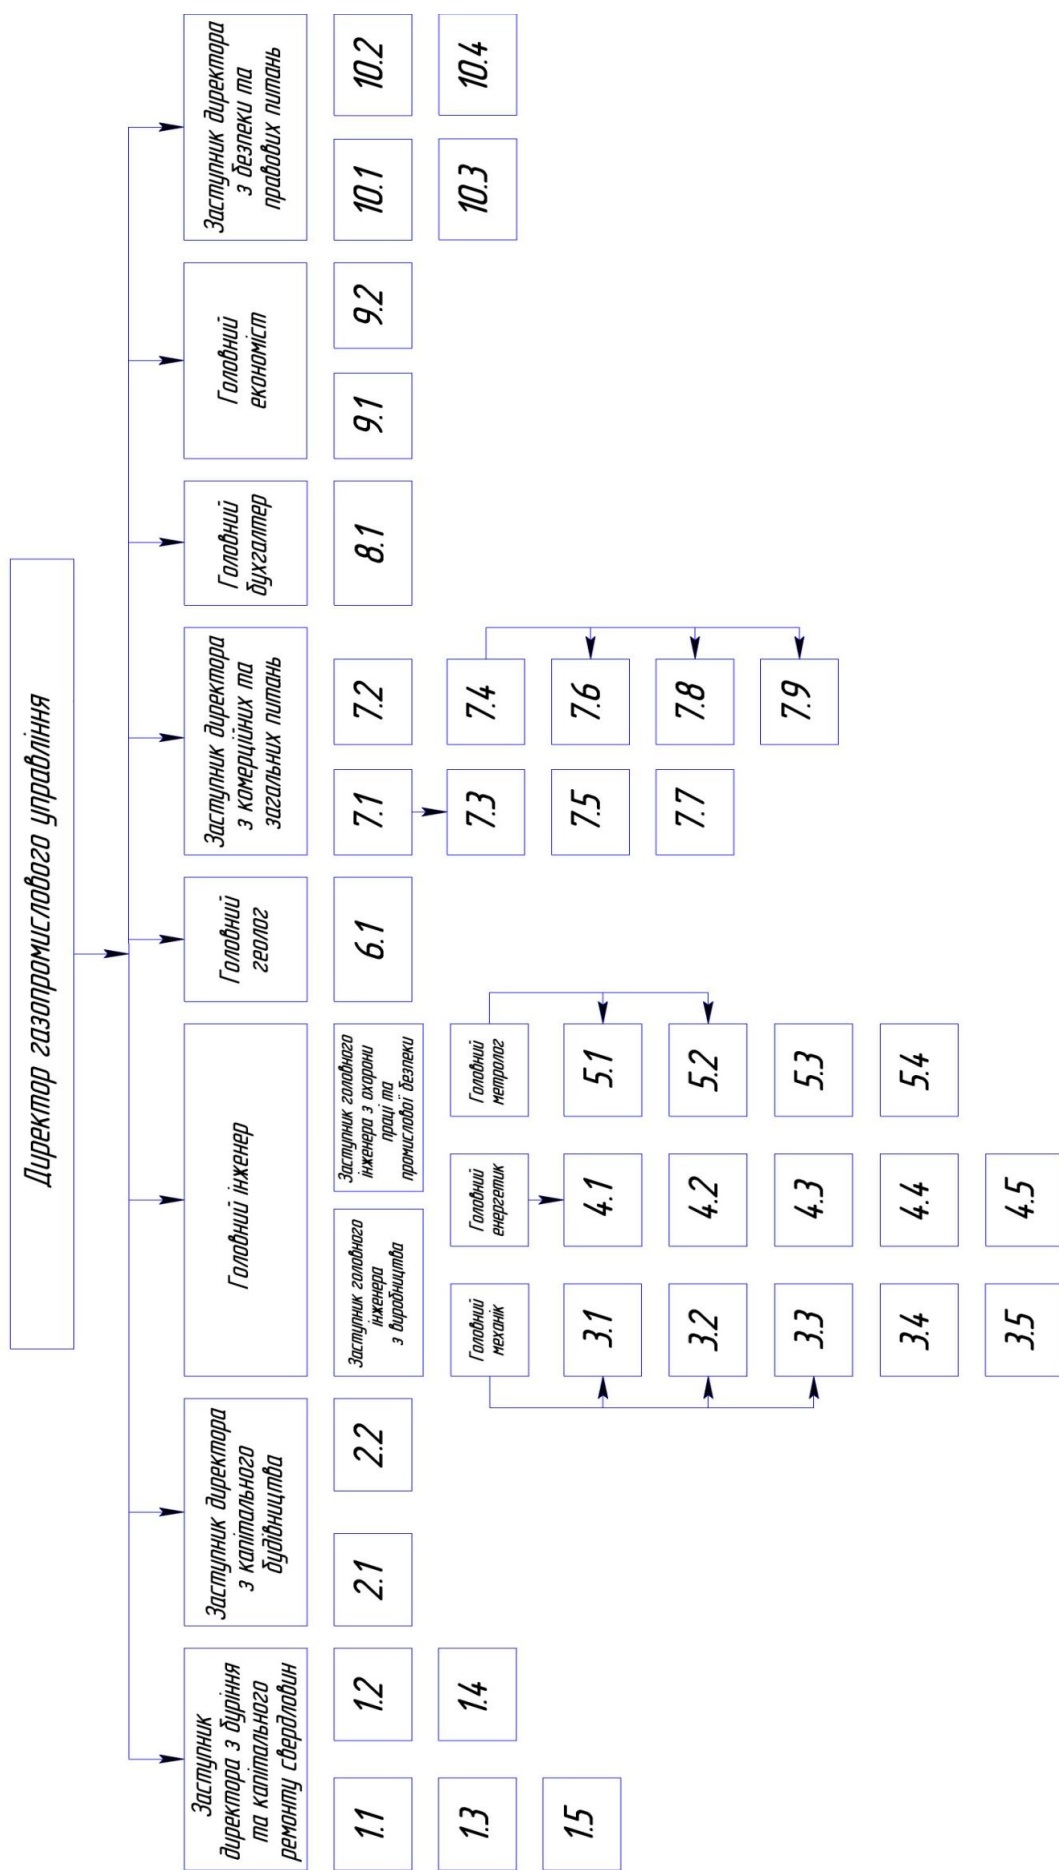 Директор газопромислового управління
Заступник
директора з буріння
та капітального
ремонту свердловин
Заступник директора
з капітального
будівництва
Головний інженер
Головний
геолог
Заступник директора
з комерційних та
загальних питань
Головний
бухгалтер
Головний
економіст
Заступник директора
з безпеки та
правових питань
1.1
1.2
1.3
1.4
1.5
2.1
2.2
Заступник головного
інженера
з виробництва
Заступник головного
інженера з охорони
праці та
промислової безпеки
Головний
механік
Головний
енергетик
Головний
метролог
3.1
4.1
5.1
3.2
4.2
5.2
3.3
4.3
5.3
3.4
4.4
5.4
3.5
4.5
6.1
7.1
7.2
7.3
7.4
7.5
7.6
7.7
7.8
7.9
8.1
9.1
9.2
10.1
10.2
10.3
10.4